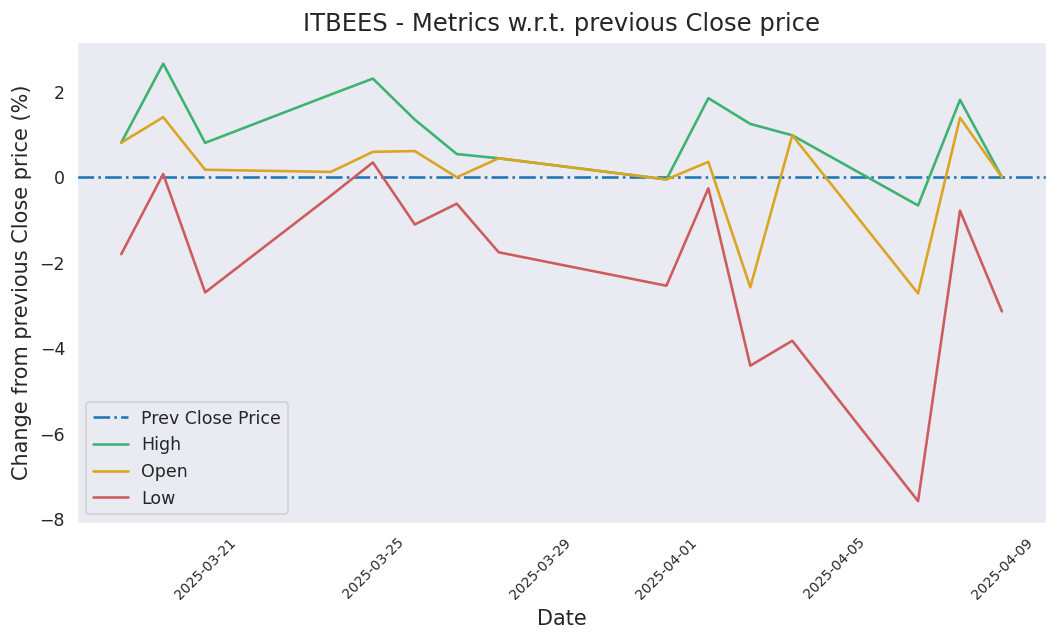 ITBEES - Metrics w.r.t. previous Close price
Change from previous Close price (%)
2
0
−2
−4
−6
−8
Prev Close Price
High
Open
Low
2025-03-21
2025-03-25
2025-03-29
2025-04-01
2025-04-05
2025-04-09
Date